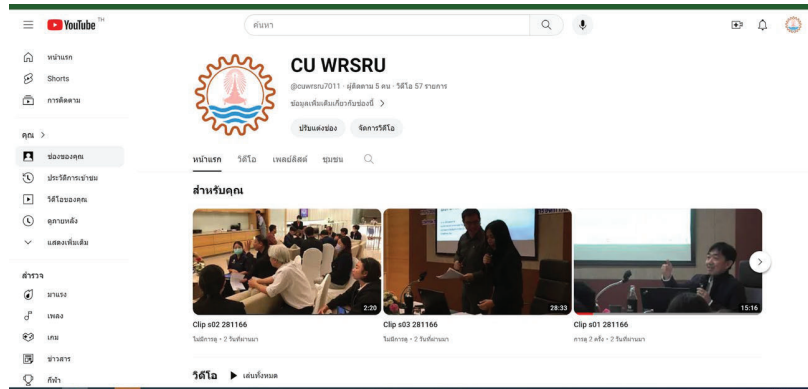 YouTube TH
ค้นหา
หน้าแรก
Shorts
การติดตาม
คุณ
ช่องของคุณ
ประวัติการเข้าชม
วิดีโอของคุณ
ดูภายหลัง
แสดงเพิ่มเติม
สำรวจ
มาแรง
เพลง
เกม
ข่าวสาร
กีฬา
CU WRSRU
@cuwrsru7011 · ผู้ติดตาม 5 คน · วิดีโอ 57 รายการ
ข้อมูลเพิ่มเติมเกี่ยวกับช่องนี้
ปรับแต่งช่อง จัดการวิดีโอ
หน้าแรก วิดีโอ เพลย์ลิสต์ ชุมชน
สำหรับคุณ
2:20 28:33 15:16
Clip s02 281166 Clip s03 281166 Clip s01 281166
ไม่มีการดู · 2 วันที่ผ่านมา ไม่มีการดู · 2 วันที่ผ่านมา การดู 2 ครั้ง · 2 วันที่ผ่านมา
วิดีโอ เล่นทั้งหมด